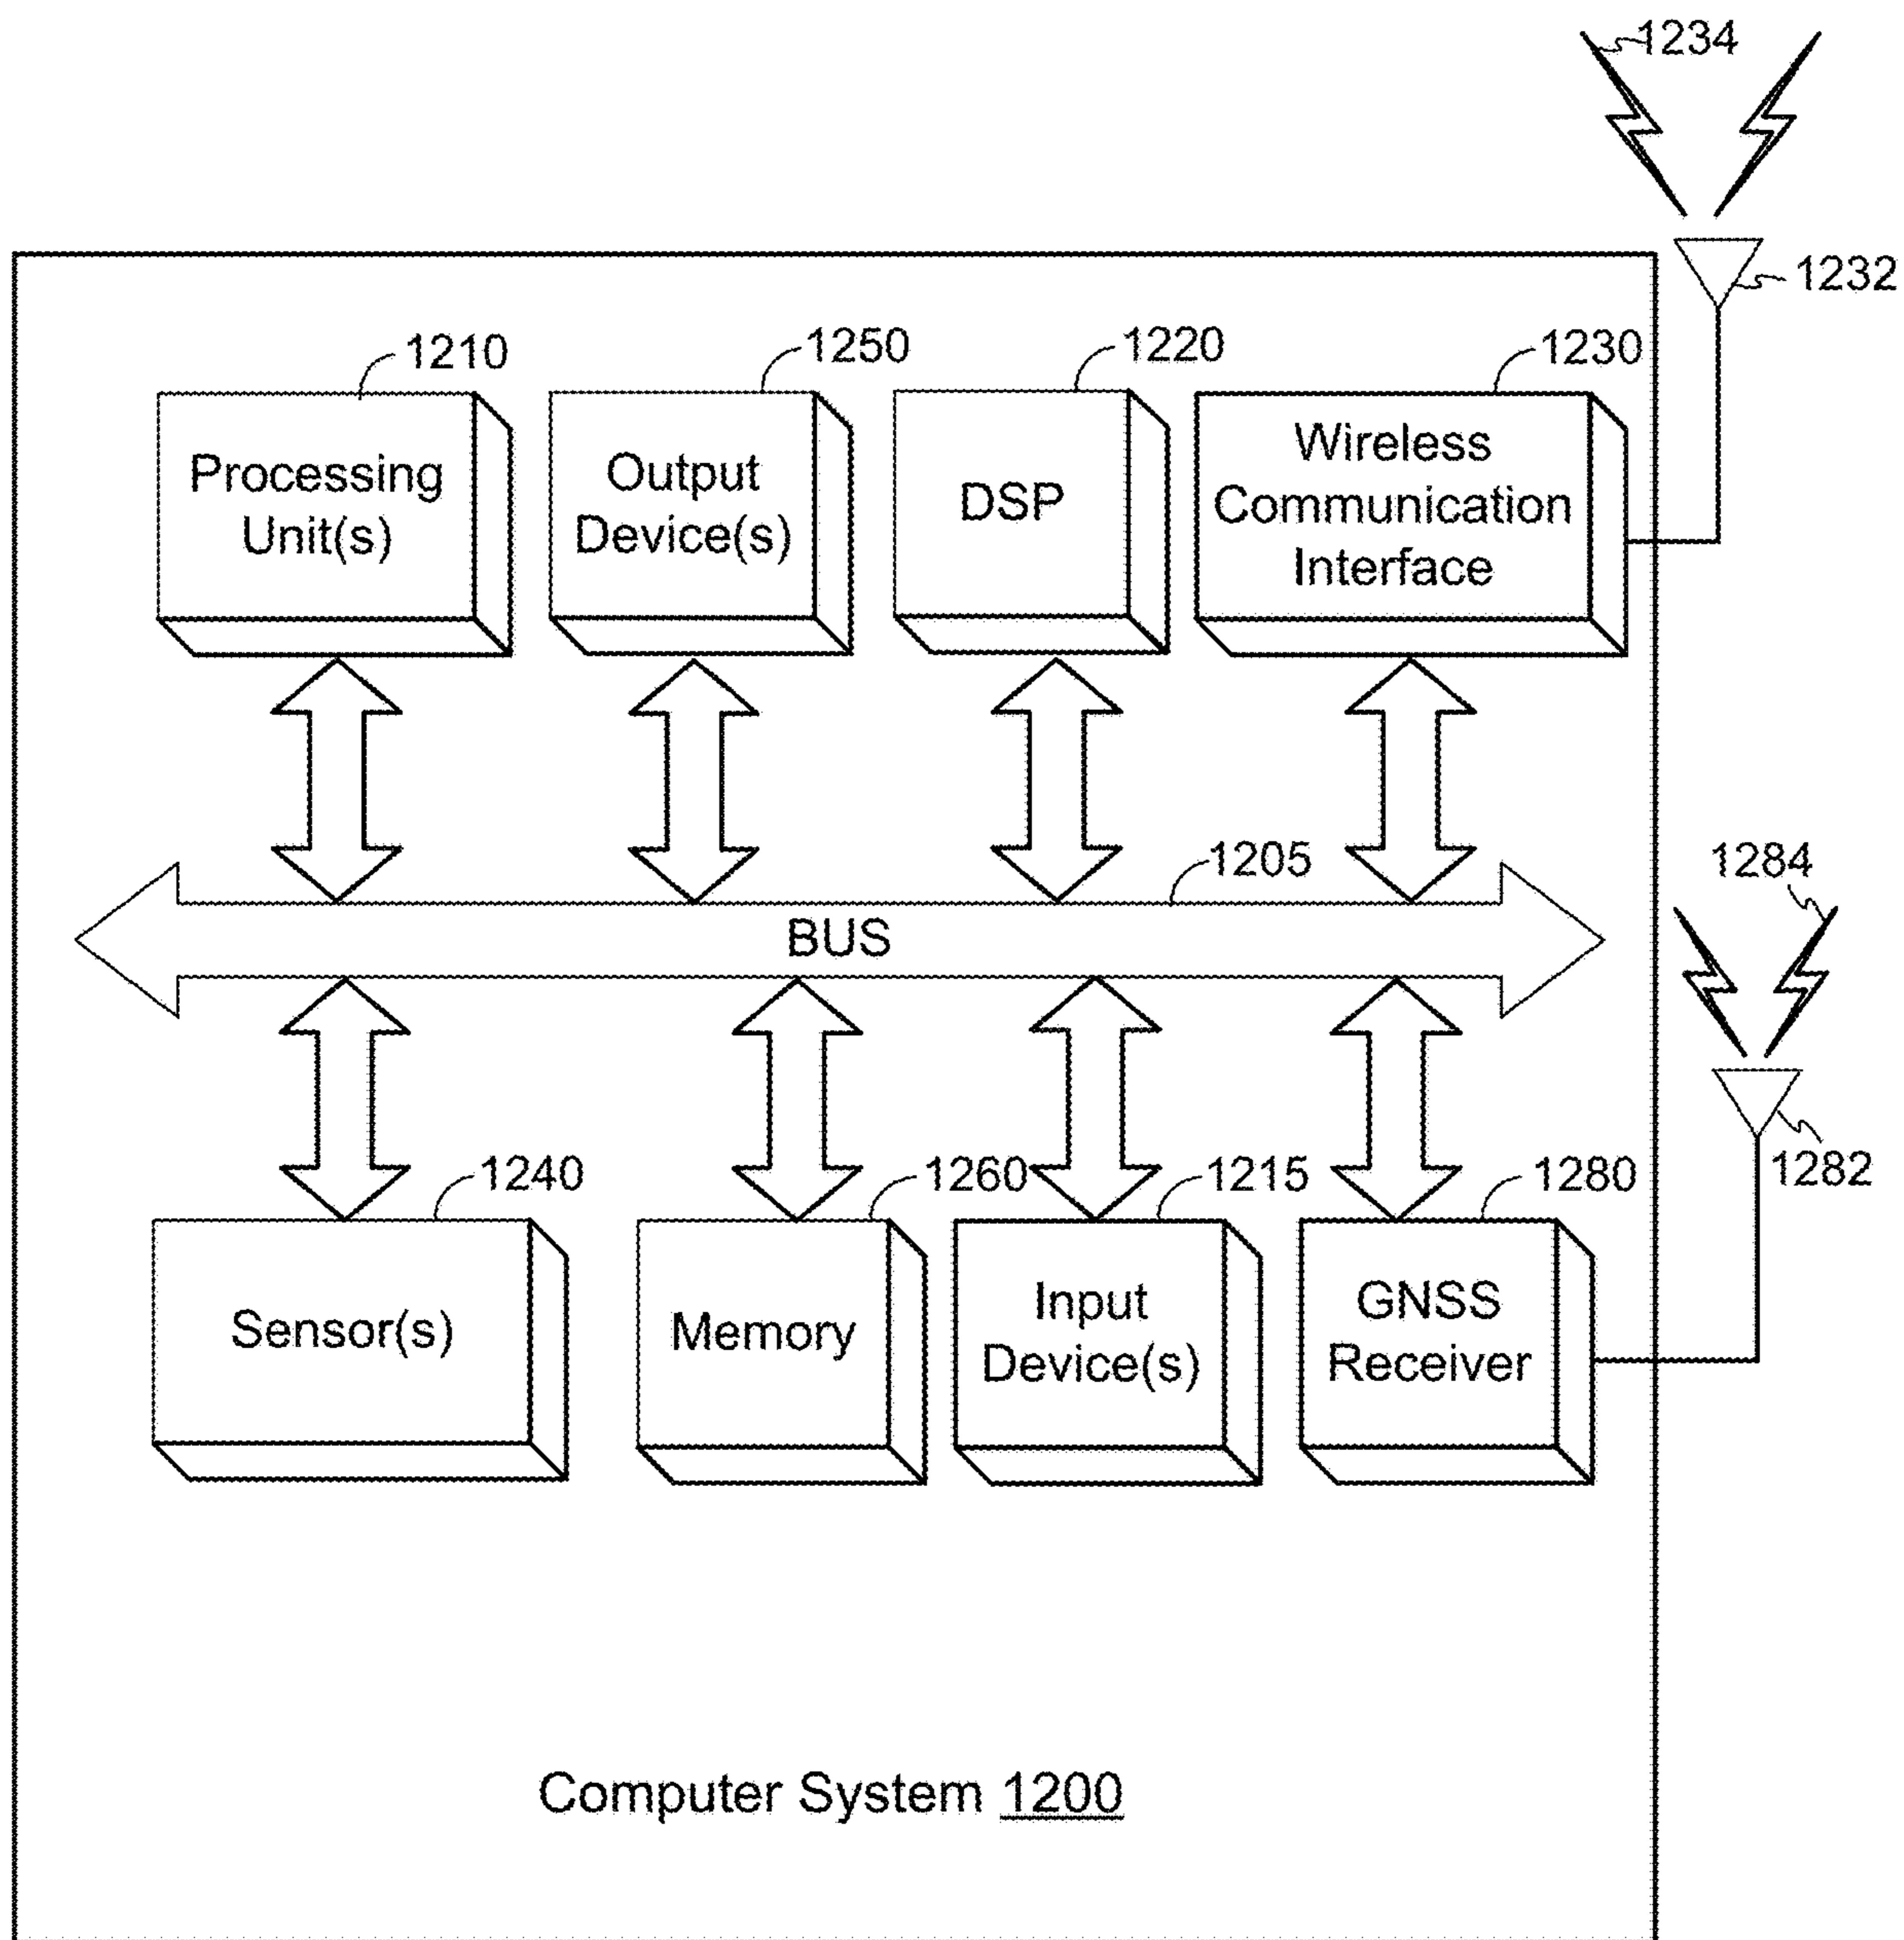 1234
1232
1210
1250
1220
1230
Processing
Unit(s)
Output
Device(s)
DSP
Wireless
Communication
Interface
1205
BUS
1284
1282
1240
1260
1215
1280
Sensor(s)
Memory
Input
Device(s)
GNSS
Receiver
Computer System 1200